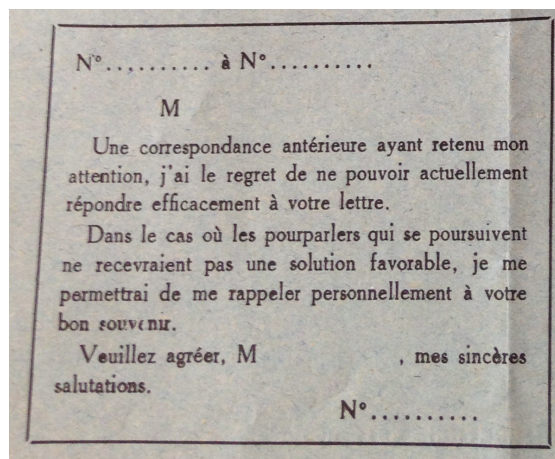 N°.......... à N°..........
M
Une correspondance antérieure ayant retenu mon
attention, j'ai le regret de ne pouvoir actuellement
répondre efficacement à votre lettre.
Dans le cas où les pourparlers qui se poursuivent
ne recevraient pas une solution favorable, je me
permettrai de me rappeler personnellement à votre
bon souvenir.
Veuillez agréer, M , mes sincères
salutations.
N°..........